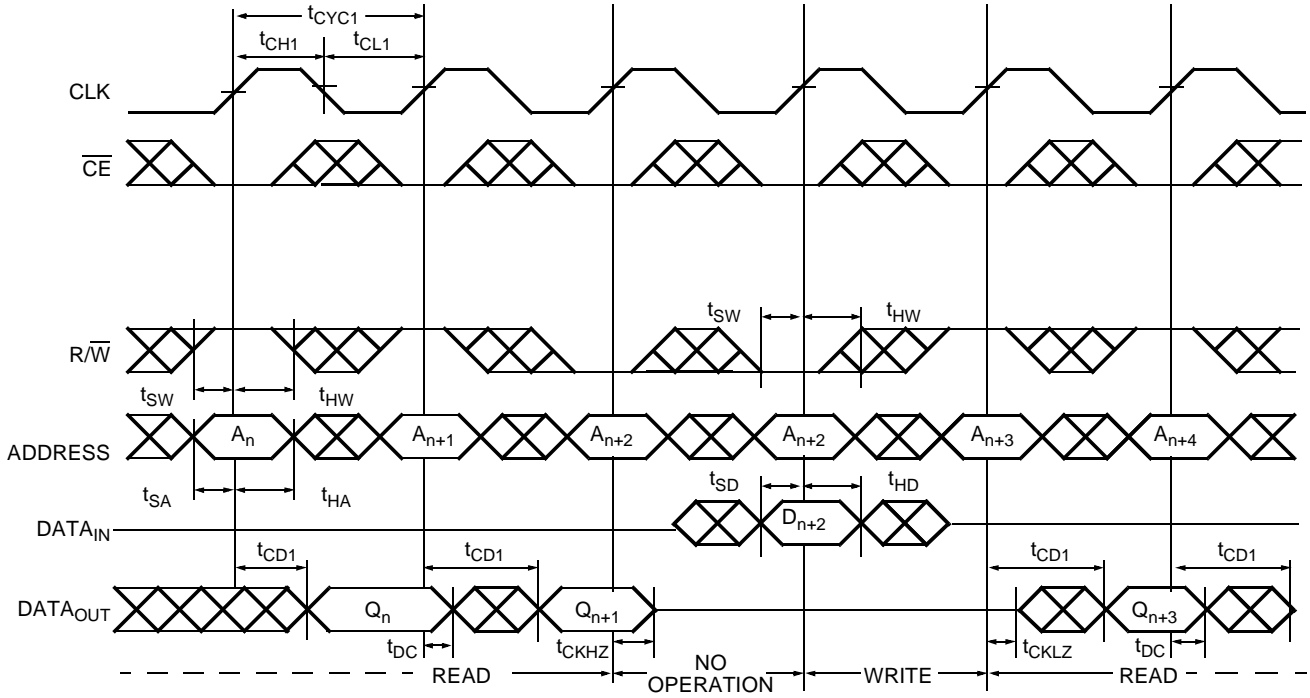 tCYC1
tCH1 tCL1
CLK
CE
tSW tHW
R/W
tSW tHW
An An+1 An+2 An+2 An+3 An+4
ADDRESS
tSA tHA tSD tHD
DATAIN Dn+2
tCD1 tCD1 tCD1 tCD1
DATAOUT Qn Qn+1 Qn+3
tDC tCKHZ tCKLZ tDC
READ NO OPERATION WRITE READ